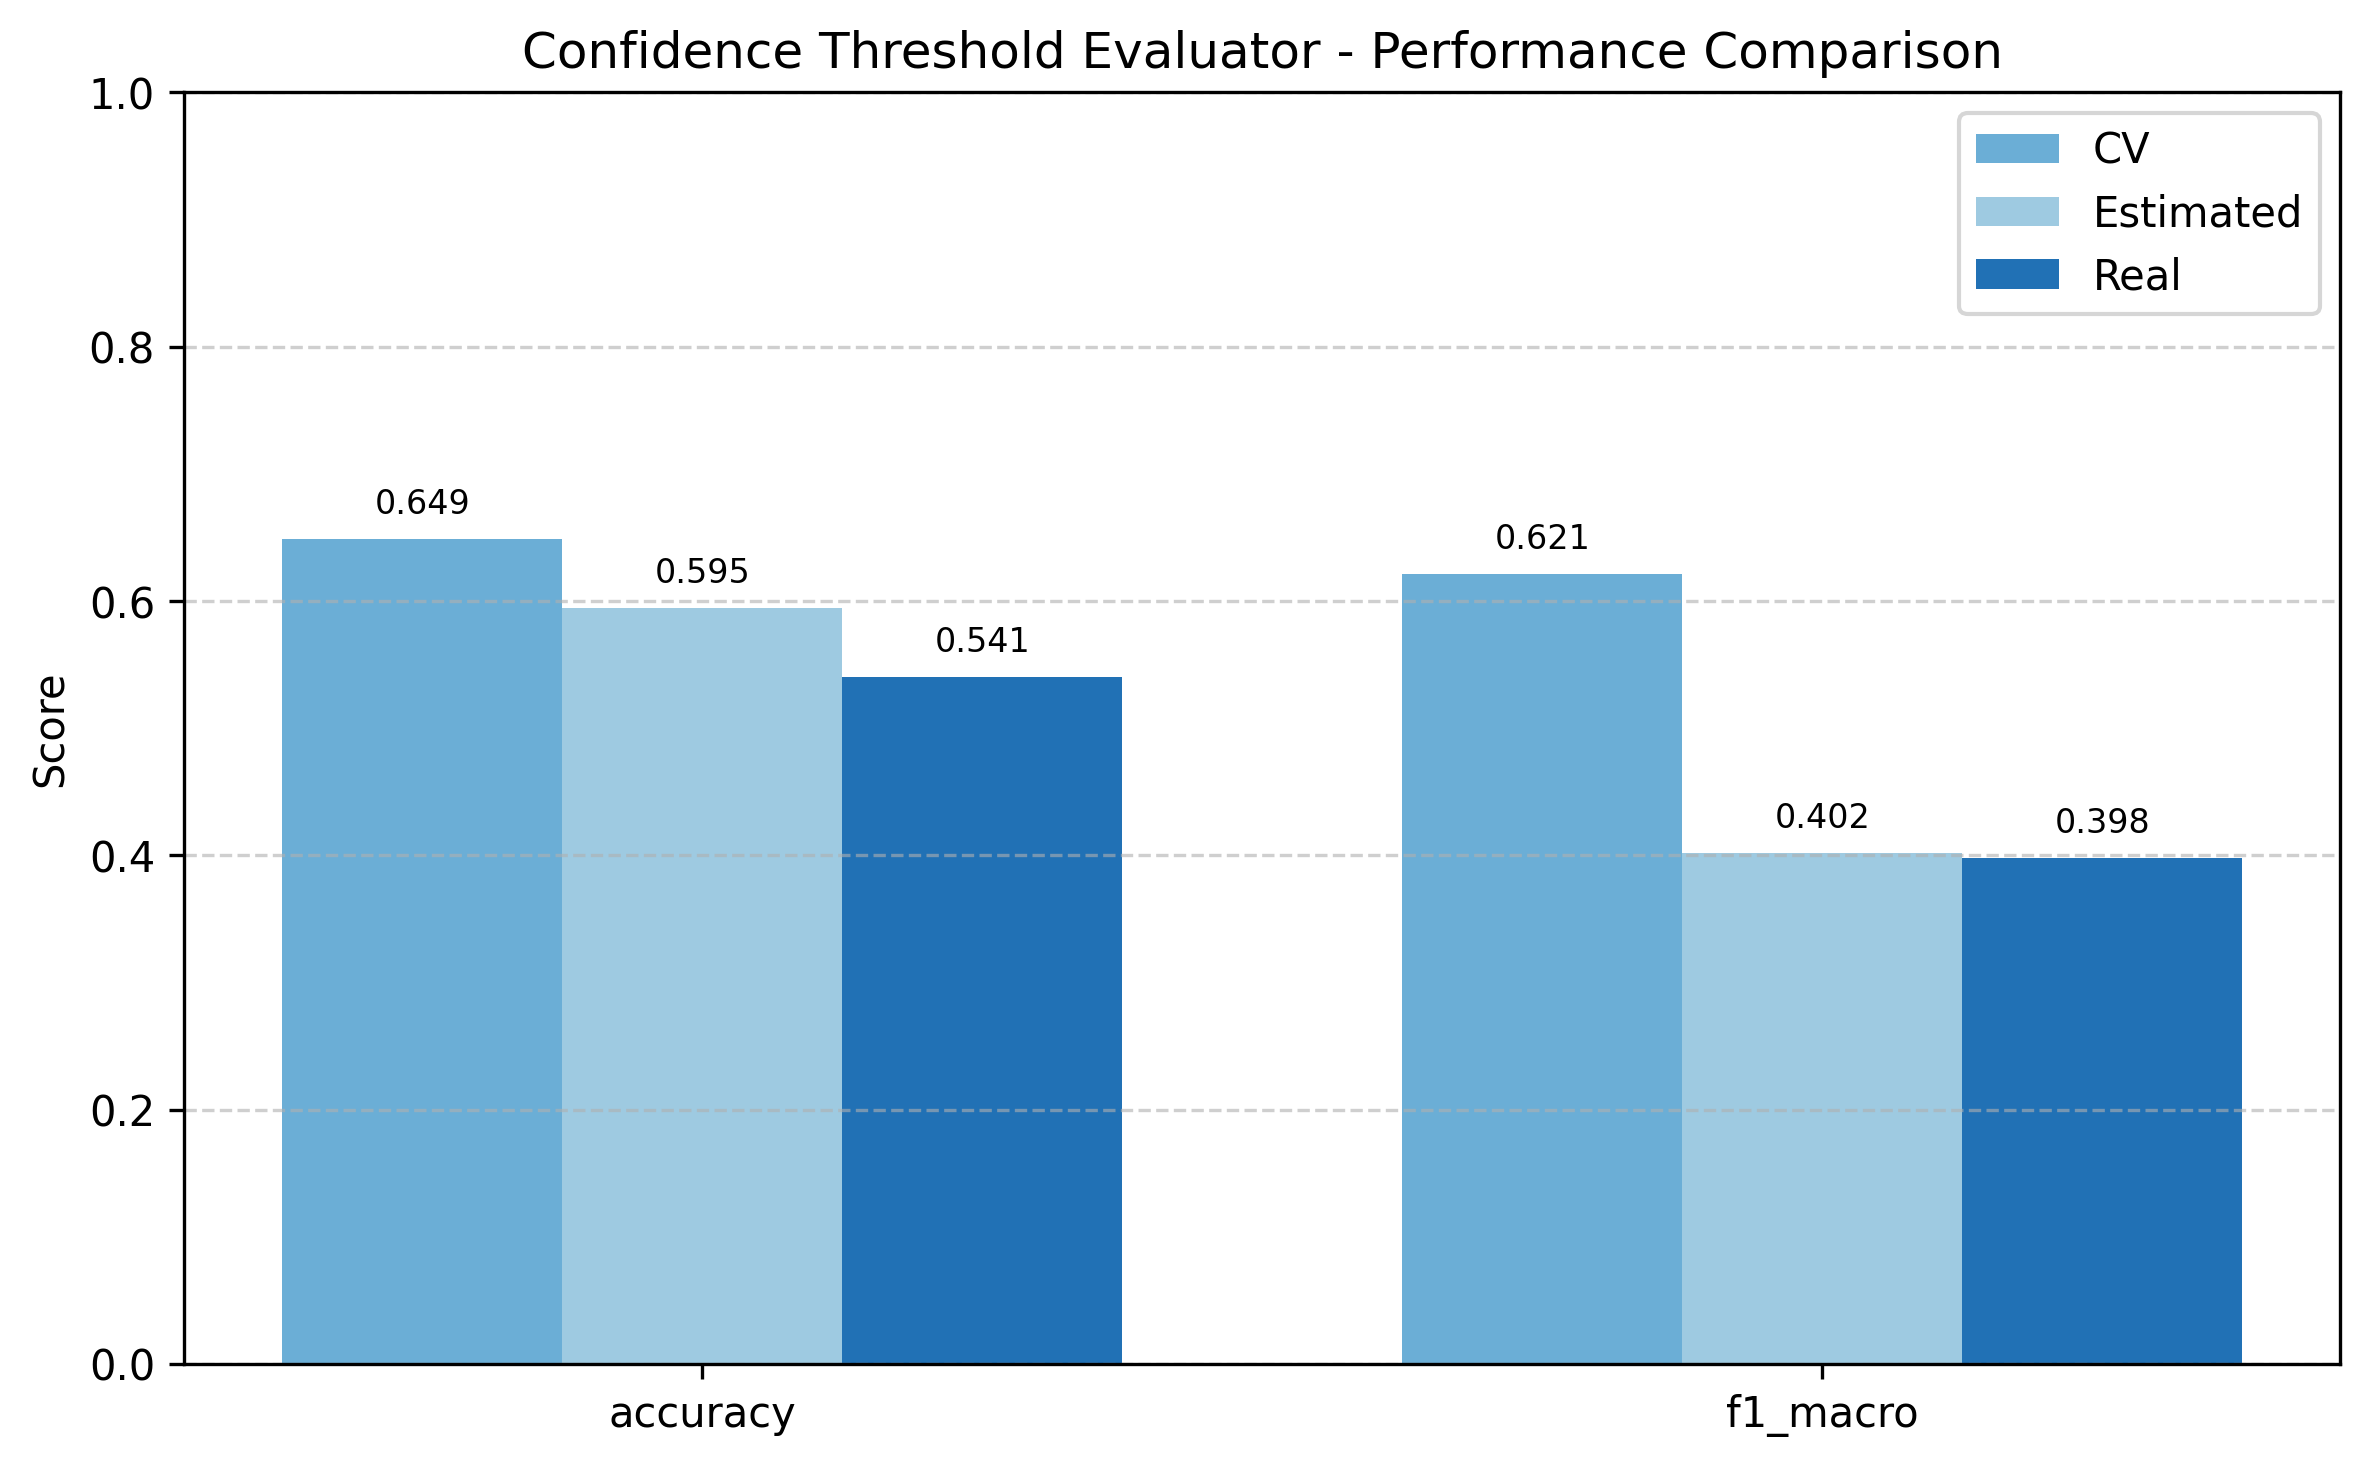 Confidence Threshold Evaluator - Performance Comparison
1.0
0.8
0.6
0.4
0.2
0.0
Score
CV
Estimated
Real
0.649
0.595
0.541
0.621
0.402
0.398
accuracy
f1_macro